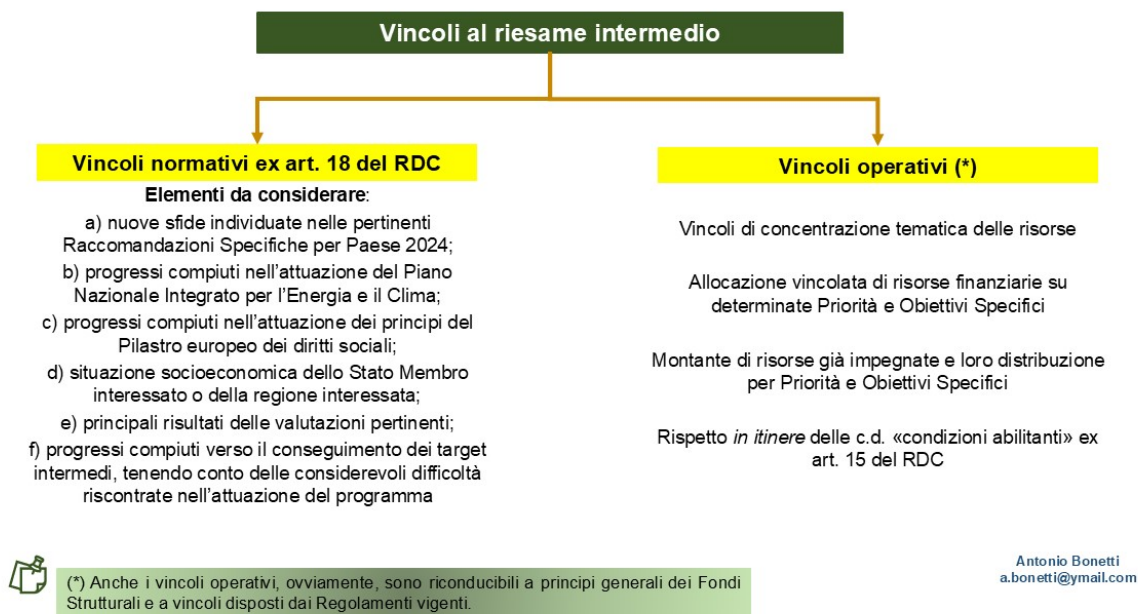 Vincoli al riesame intermedio
Vincoli normativi ex art. 18 del RDC
Elementi da considerare:
a) nuove sfide individuate nelle pertinenti
Raccomandazioni Specifiche per Paese 2024;
b) progressi compiuti nell'attuazione del Piano
Nazionale Integrato per l'Energia e il Clima;
c) progressi compiuti nell'attuazione dei principi del
Pilastro europeo dei diritti sociali;
d) situazione socioeconomica dello Stato Membro
interessato o della regione interessata;
e) principali risultati delle valutazioni pertinenti;
f) progressi compiuti verso il conseguimento dei target
intermedi, tenendo conto delle considerevoli difficoltà
riscontrate nell'attuazione del programma
Vincoli operativi (*)
Vincoli di concentrazione tematica delle risorse
Allocazione vincolata di risorse finanziarie su
determinate Priorità e Obiettivi Specifici
Montante di risorse già impegnate e loro distribuzione
per Priorità e Obiettivi Specifici
Rispetto in itinere delle c.d. «condizioni abilitanti» ex
art. 15 del RDC
(*) Anche i vincoli operativi, ovviamente, sono riconducibili a principi generali dei Fondi
Strutturali e a vincoli disposti dai Regolamenti vigenti.
Antonio Bonetti
a.bonetti@ymail.com